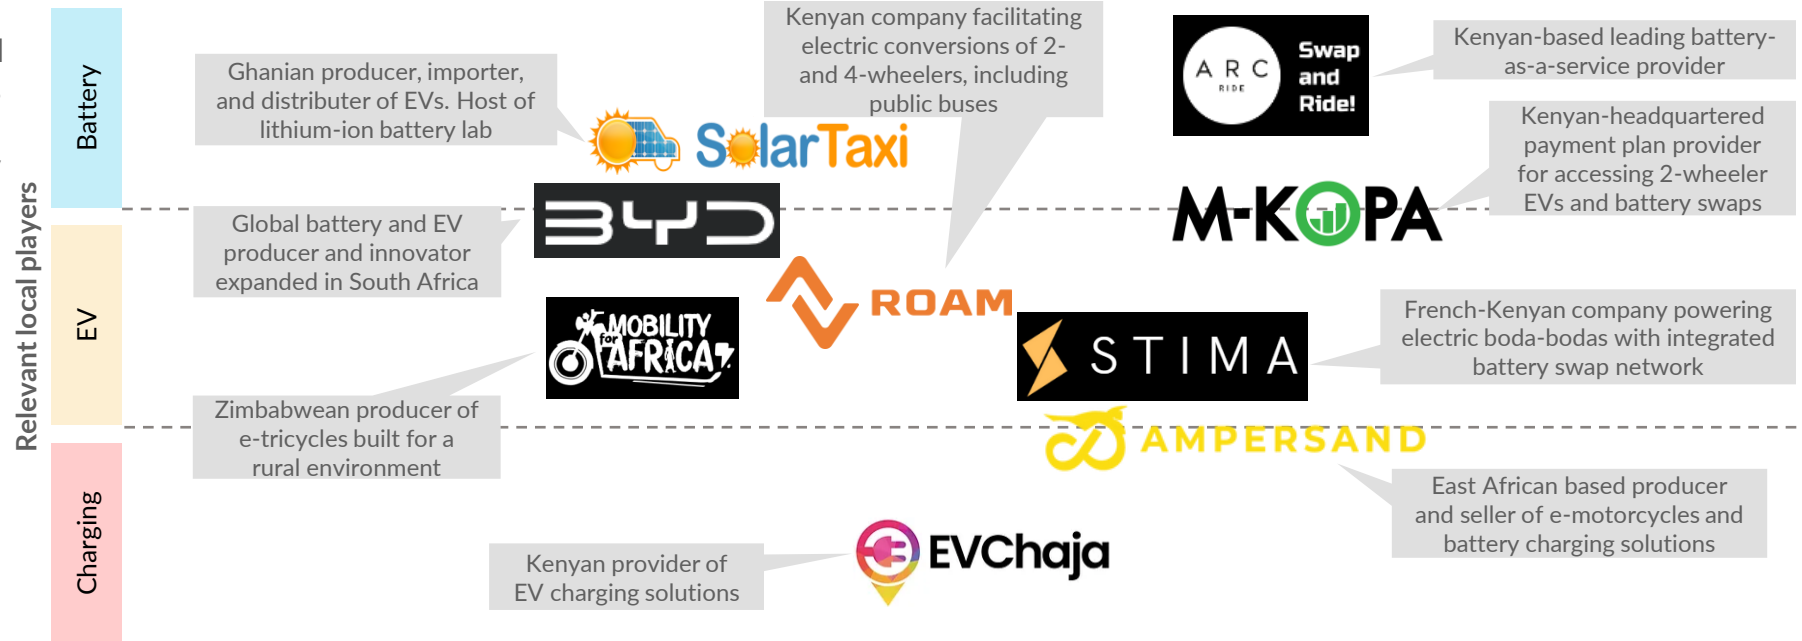 Relevant local players
Battery
EV
Charging
Ghanian producer, importer,
and distributer of EVs. Host of
lithium-ion battery lab
SolarTaxi
Kenyan company facilitating
electric conversions of 2-
and 4-wheelers, including
public buses
ARC
RIDE
Swap
and
Ride!
Kenyan-based leading battery-
as-a-service provider
Kenyan-headquartered
payment plan provider
for accessing 2-wheeler
EVs and battery swaps
M-KOPA
Global battery and EV
producer and innovator
expanded in South Africa
BYD
ROAM
MOBILITY
for
AFRICA
STIMA
French-Kenyan company powering
electric boda-bodas with integrated
battery swap network
Zimbabwean producer of
e-tricycles built for a
rural environment
AMPERSAND
East African based producer
and seller of e-motorcycles and
battery charging solutions
Kenyan provider of
EV charging solutions
EVChaja